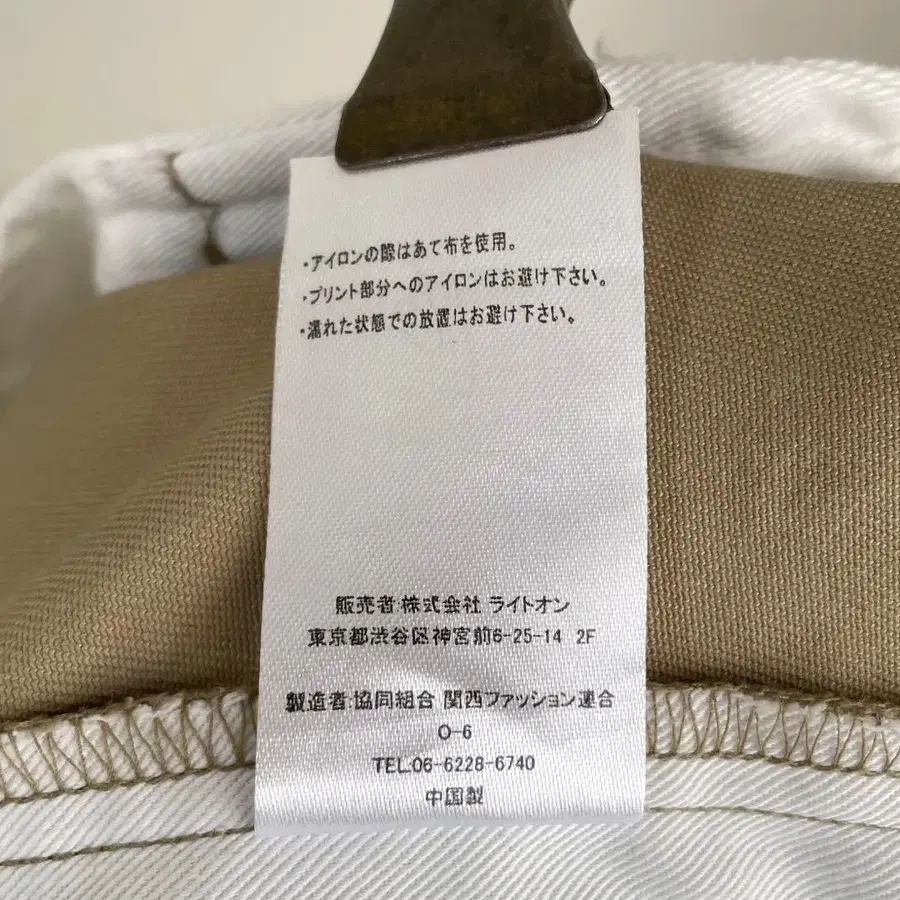 ・アイロンの際はあて布を使用。
・プリント部分へのアイロンはお避け下さい。
・濡れた状態での放置はお避け下さい。
販売者:株式会社 ライトオン
東京都渋谷区神宮前6-25-14 2F
製造者:協同組合 関西ファッション連合
O-6
TEL.06-6228-6740
中国製